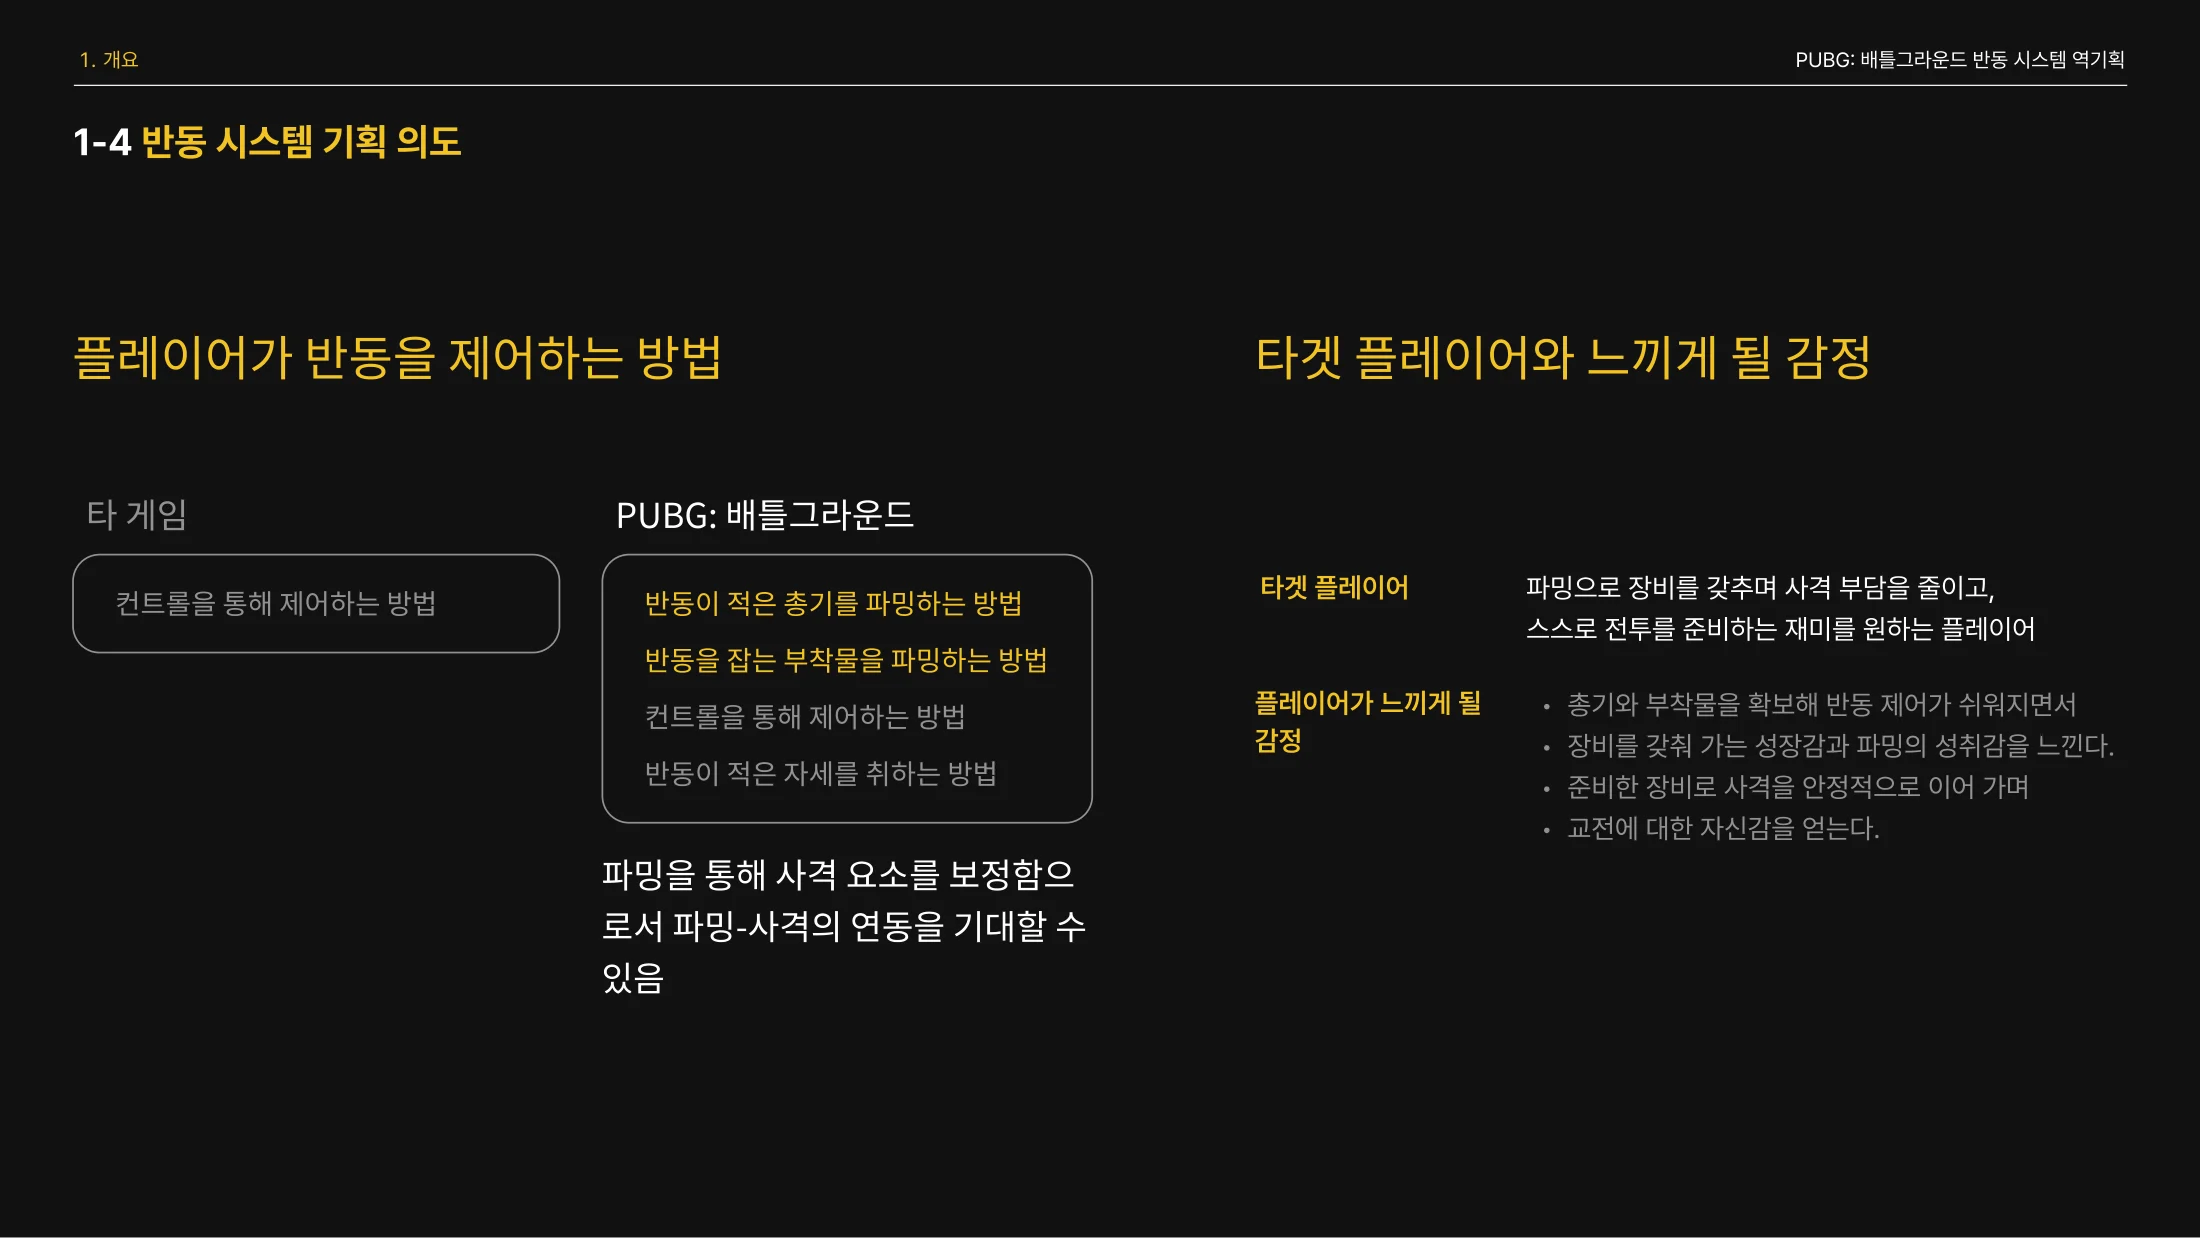 1. 개요
PUBG: 배틀그라운드 반동 시스템 역기획
1-4 반동 시스템 기획 의도
플레이어가 반동을 제어하는 방법
타 게임
컨트롤을 통해 제어하는 방법
PUBG: 배틀그라운드
반동이 적은 총기를 파밍하는 방법
반동을 잡는 부착물을 파밍하는 방법
컨트롤을 통해 제어하는 방법
반동이 적은 자세를 취하는 방법
파밍을 통해 사격 요소를 보정함으
로서 파밍-사격의 연동을 기대할 수
있음
타겟 플레이어와 느끼게 될 감정
타겟 플레이어
파밍으로 장비를 갖추며 사격 부담을 줄이고,
스스로 전투를 준비하는 재미를 원하는 플레이어
플레이어가 느끼게 될
감정
• 총기와 부착물을 확보해 반동 제어가 쉬워지면서
• 장비를 갖춰 가는 성장감과 파밍의 성취감을 느낀다.
• 준비한 장비로 사격을 안정적으로 이어 가며
• 교전에 대한 자신감을 얻는다.